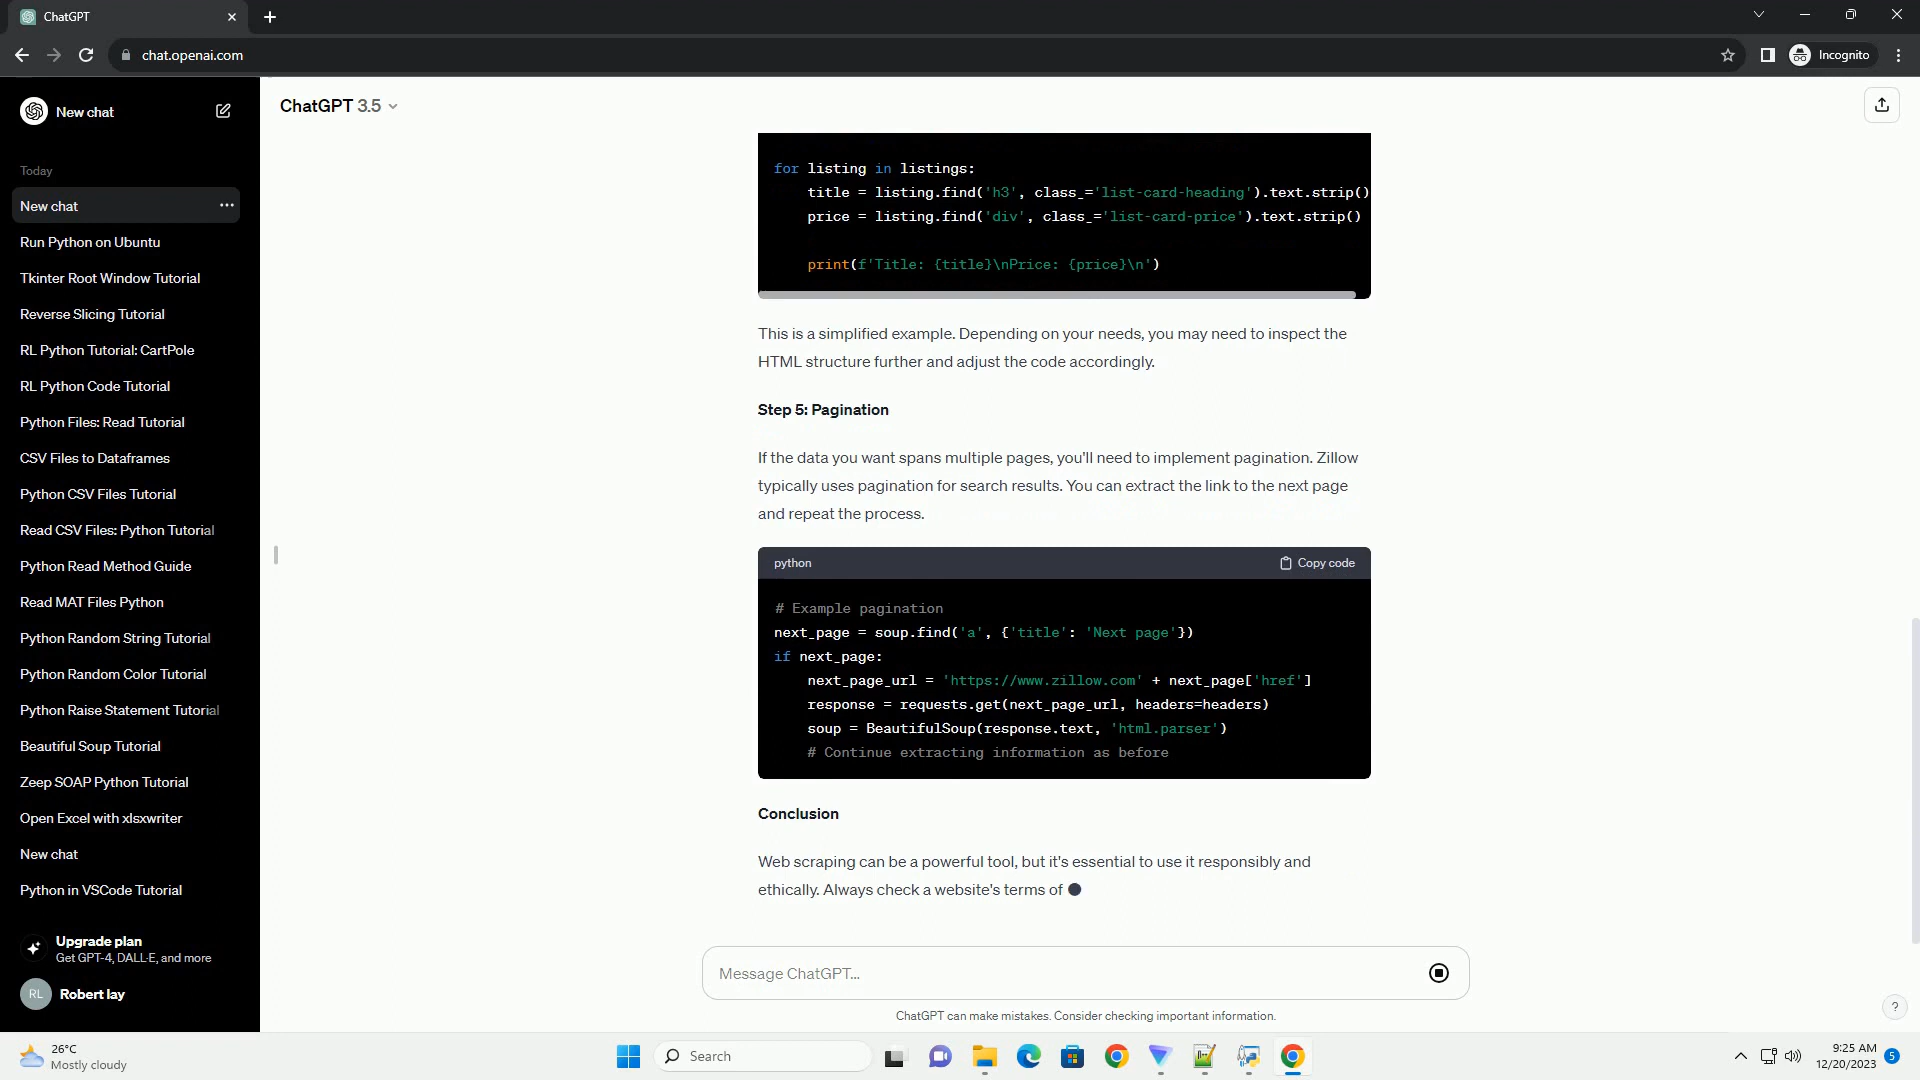 ChatGPT
chat.openai.com
Incognito
New chat
Today
New chat
Run Python on Ubuntu
Tkinter Root Window Tutorial
Reverse Slicing Tutorial
RL Python Tutorial: CartPole
RL Python Code Tutorial
Python Files: Read Tutorial
CSV Files to Dataframes
Python CSV Files Tutorial
Read CSV Files: Python Tutorial
Python Read Method Guide
Read MAT Files Python
Python Random String Tutorial
Python Random Color Tutorial
Python Raise Statement Tutorial
Beautiful Soup Tutorial
Zeep SOAP Python Tutorial
Open Excel with xlsxwriter
New chat
Python in VSCode Tutorial
Upgrade plan
Get GPT-4, DALL·E, and more
RL
Robert lay
ChatGPT 3.5
for listing in listings:
    title = listing.find('h3', class_='list-card-heading').text.strip()
    price = listing.find('div', class_='list-card-price').text.strip()
    print(f'Title: {title}\nPrice: {price}\n')
This is a simplified example. Depending on your needs, you may need to inspect the
HTML structure further and adjust the code accordingly.
Step 5: Pagination
If the data you want spans multiple pages, you'll need to implement pagination. Zillow
typically uses pagination for search results. You can extract the link to the next page
and repeat the process.
python
Copy code
# Example pagination
next_page = soup.find('a', {'title': 'Next page'})
if next_page:
    next_page_url = 'https://www.zillow.com' + next_page['href']
    response = requests.get(next_page_url, headers=headers)
    soup = BeautifulSoup(response.text, 'html.parser')
    # Continue extracting information as before
Conclusion
Web scraping can be a powerful tool, but it's essential to use it responsibly and
ethically. Always check a website's terms of
Message ChatGPT...
ChatGPT can make mistakes. Consider checking important information.
?
26°C
Mostly cloudy
Search
9:25 AM
12/20/2023
5